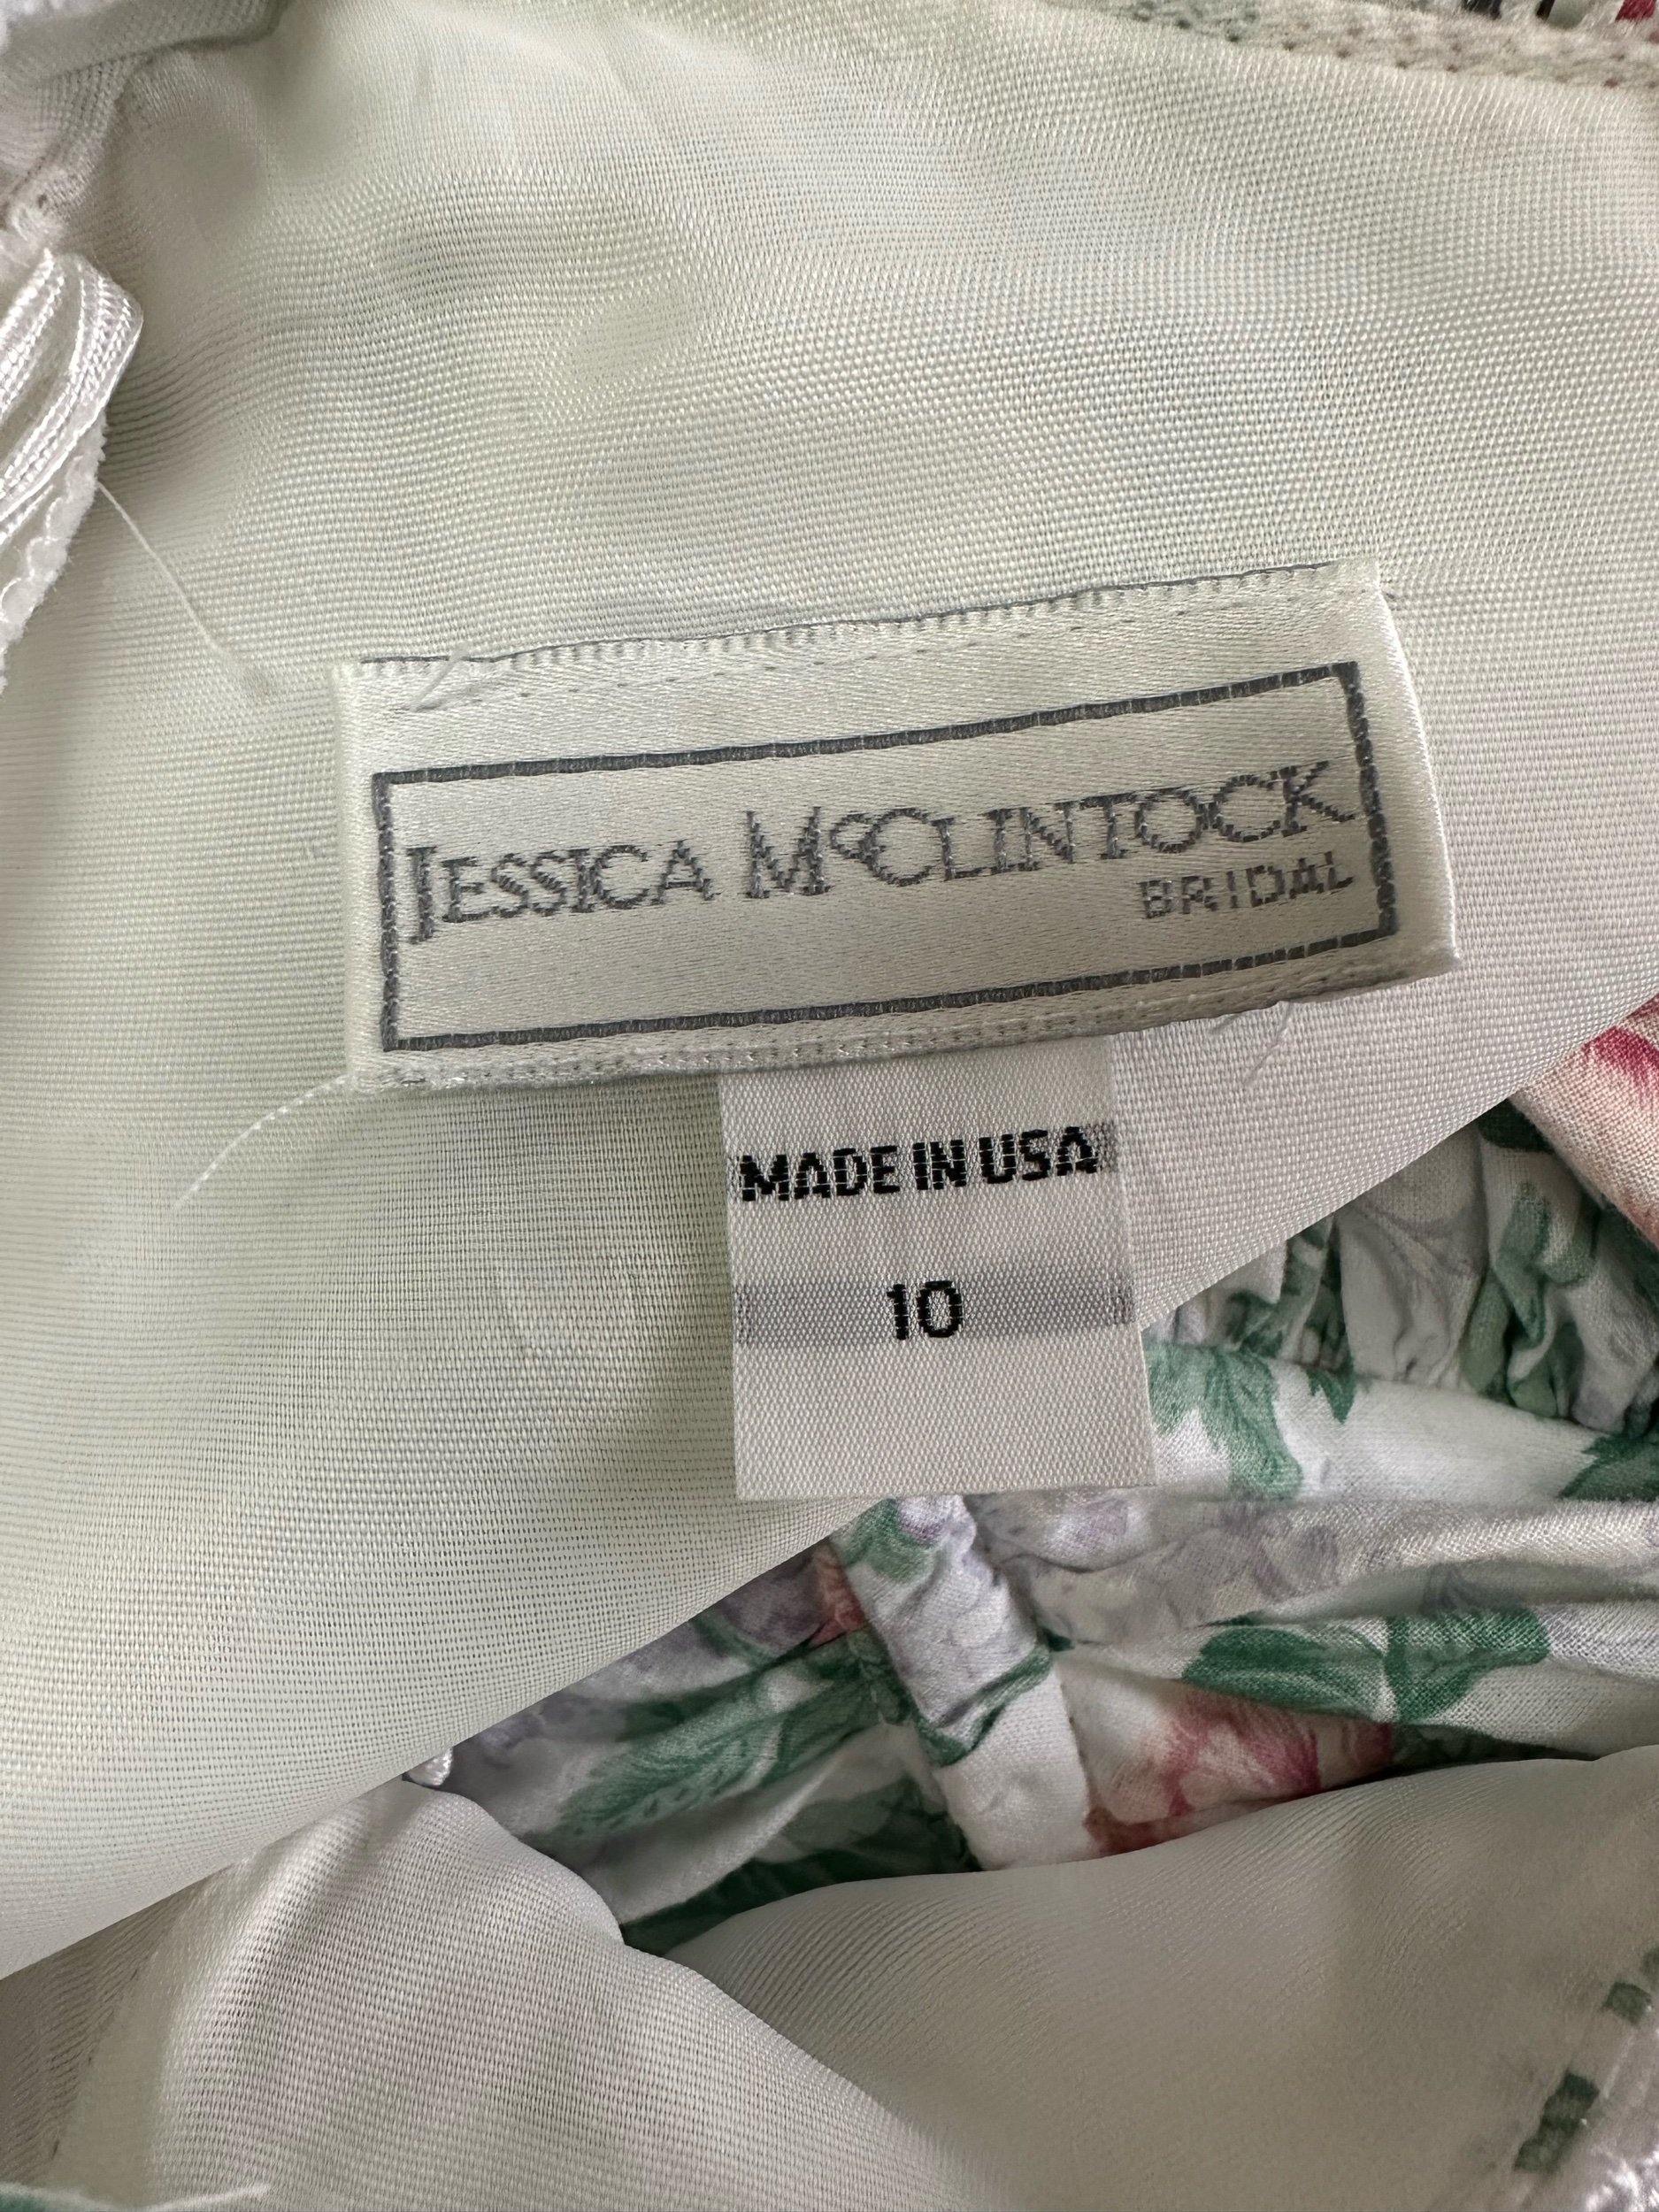 JESSICA McCLINTOCK
BRIDAL
MADE IN USA
10